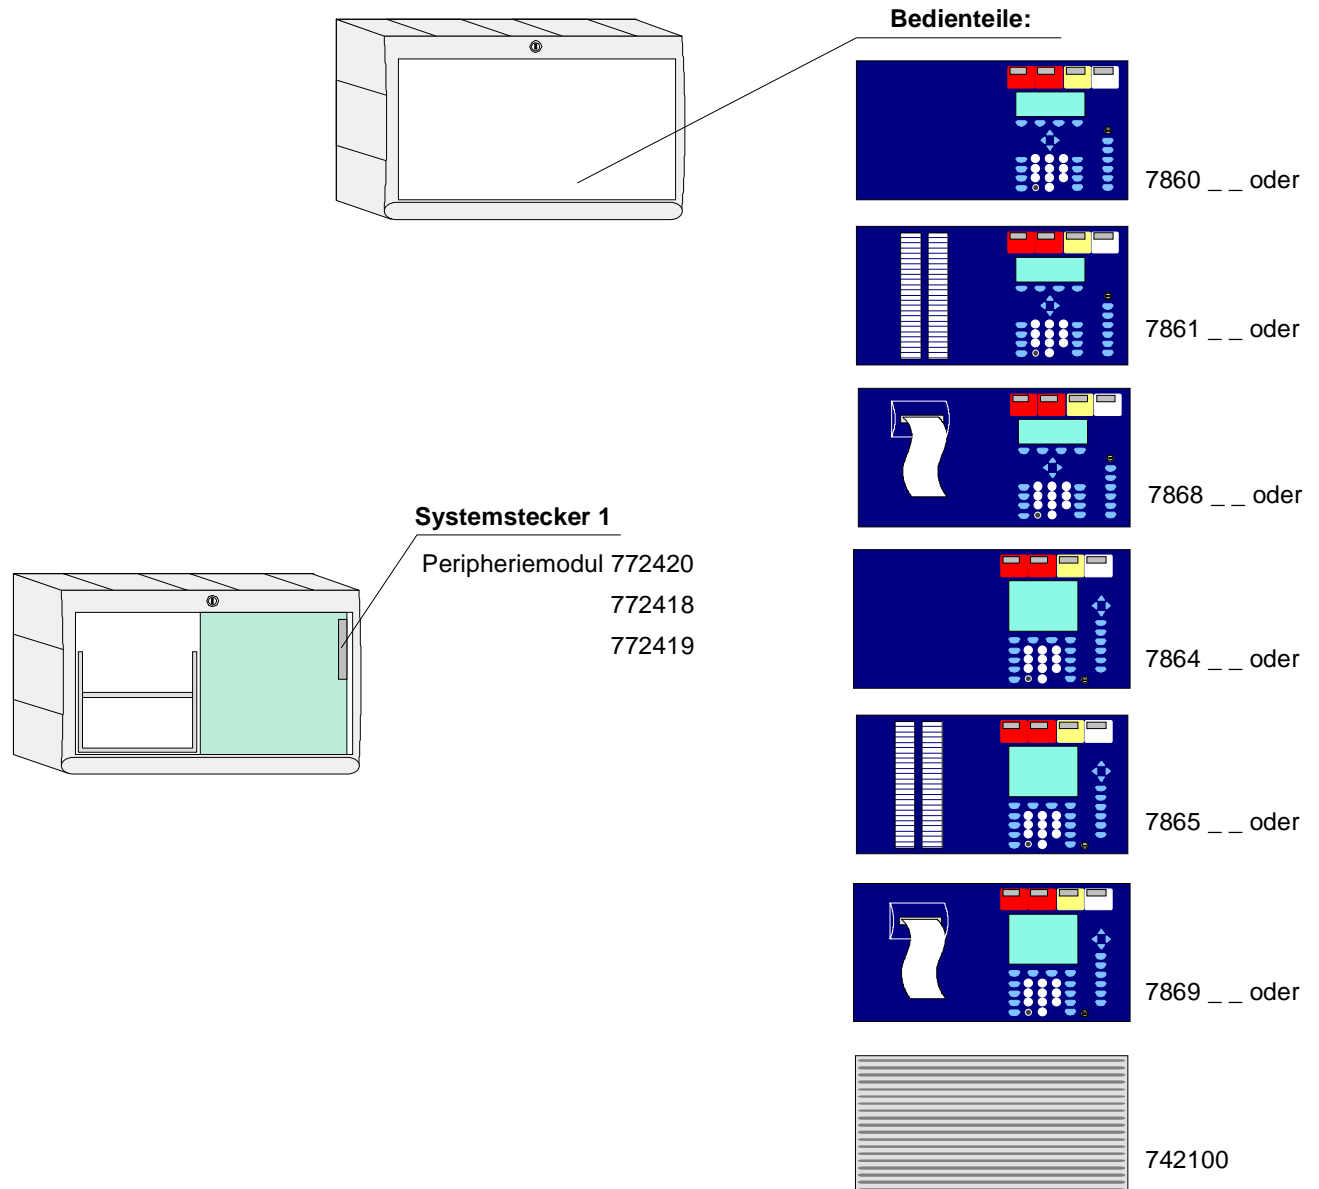 Bedienteile:
7860 _ _ oder
7861 _ _ oder
7868 _ _ oder
Systemstecker 1
Peripheriemodul 772420
772418
772419
7864 _ _ oder
7865 _ _ oder
7869 _ _ oder
742100